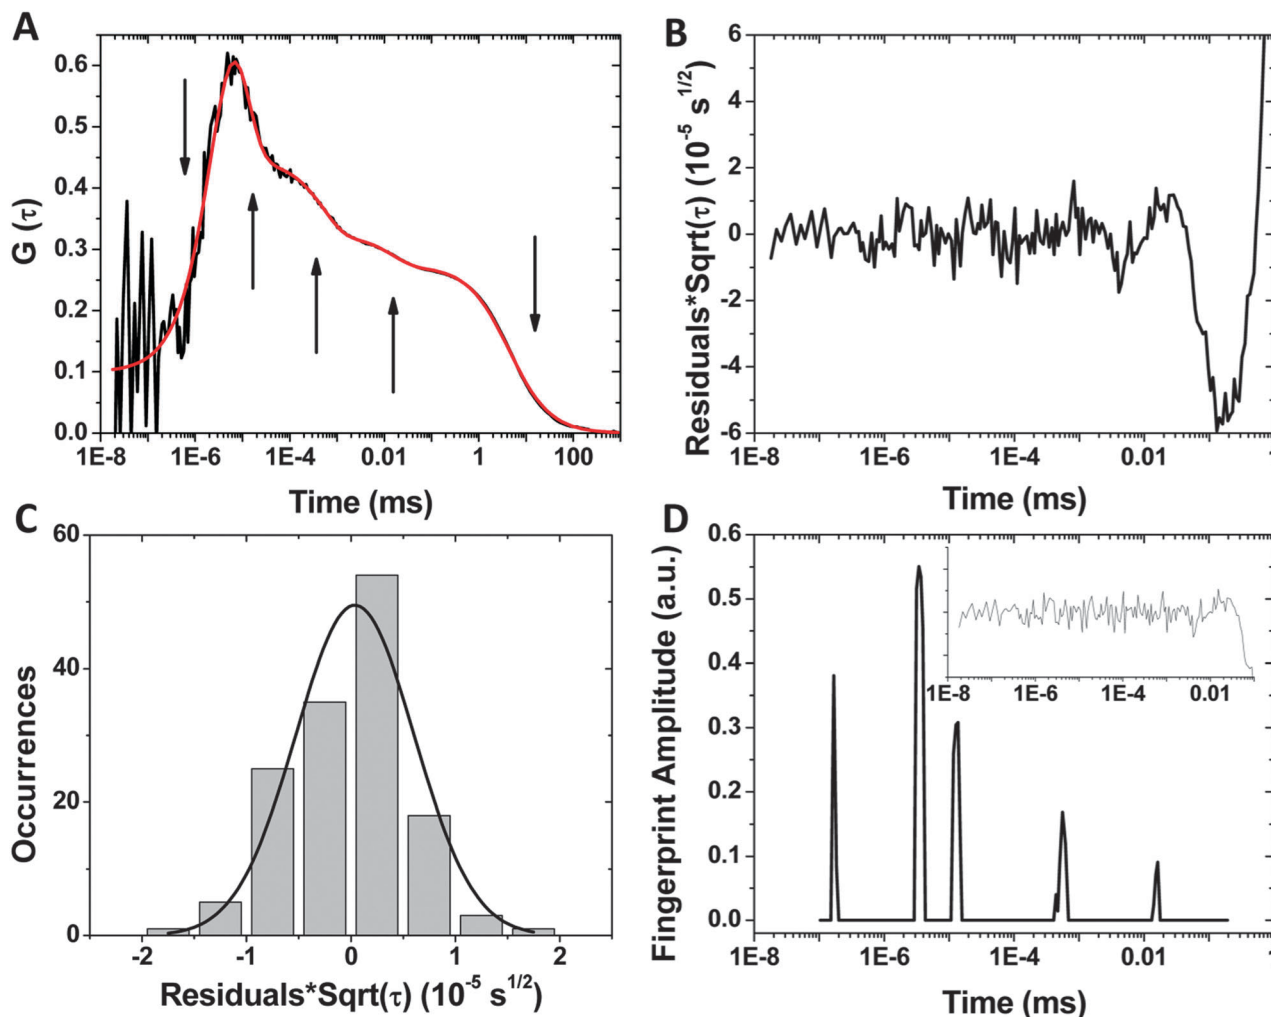 A
0.6
0.5
0.4
0.3
0.2
0.1
0.0
G (τ)
1E-8 1E-6 1E-4 0.01 1 100
Time (ms)
B
6
4
2
0
-2
-4
-6
Residuals*Sqrt(τ) (10⁻⁵ s¹/²)
1E-8 1E-6 1E-4 0.01 1
Time (ms)
C
60
40
20
0
Occurrences
-2 -1 0 1 2
Residuals*Sqrt(τ) (10⁻⁵ s¹/²)
D
0.6
0.5
0.4
0.3
0.2
0.1
0.0
Fingerprint Amplitude (a.u.)
1E-8 1E-6 1E-4 0.01
1E-8 1E-6 1E-4 0.01 1
Time (ms)